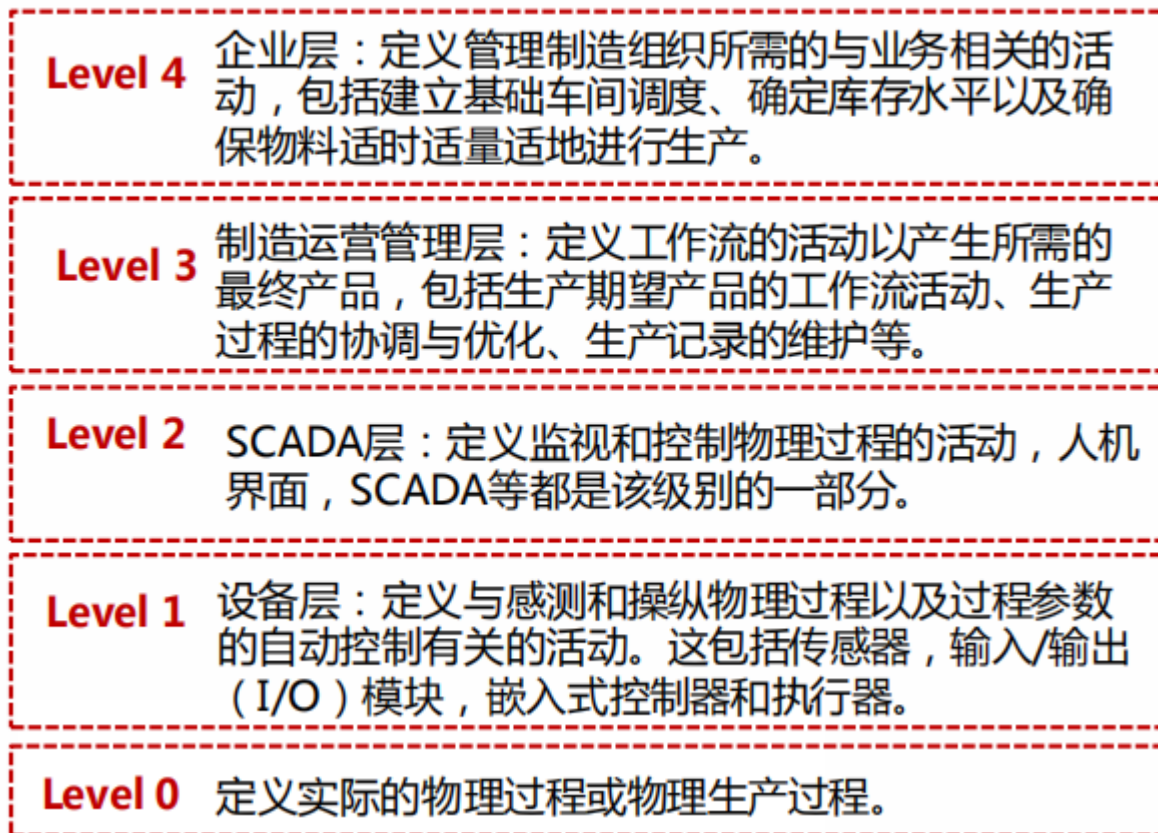 Level 4
企业层：定义管理制造组织所需的与业务相关的活
动，包括建立基础车间调度、确定库存水平以及确
保物料适时适量适地进行生产。
Level 3
制造运营管理层：定义工作流的活动以产生所需的
最终产品，包括生产期望产品的工作流活动、生产
过程的协调与优化、生产记录的维护等。
Level 2
SCADA层：定义监视和控制物理过程的活动，人机
界面，SCADA等都是该级别的一部分。
Level 1
设备层：定义与感测和操纵物理过程以及过程参数
的自动控制有关的活动。这包括传感器，输入/输出
（I/O）模块，嵌入式控制器和执行器。
Level 0
定义实际的物理过程或物理生产过程。